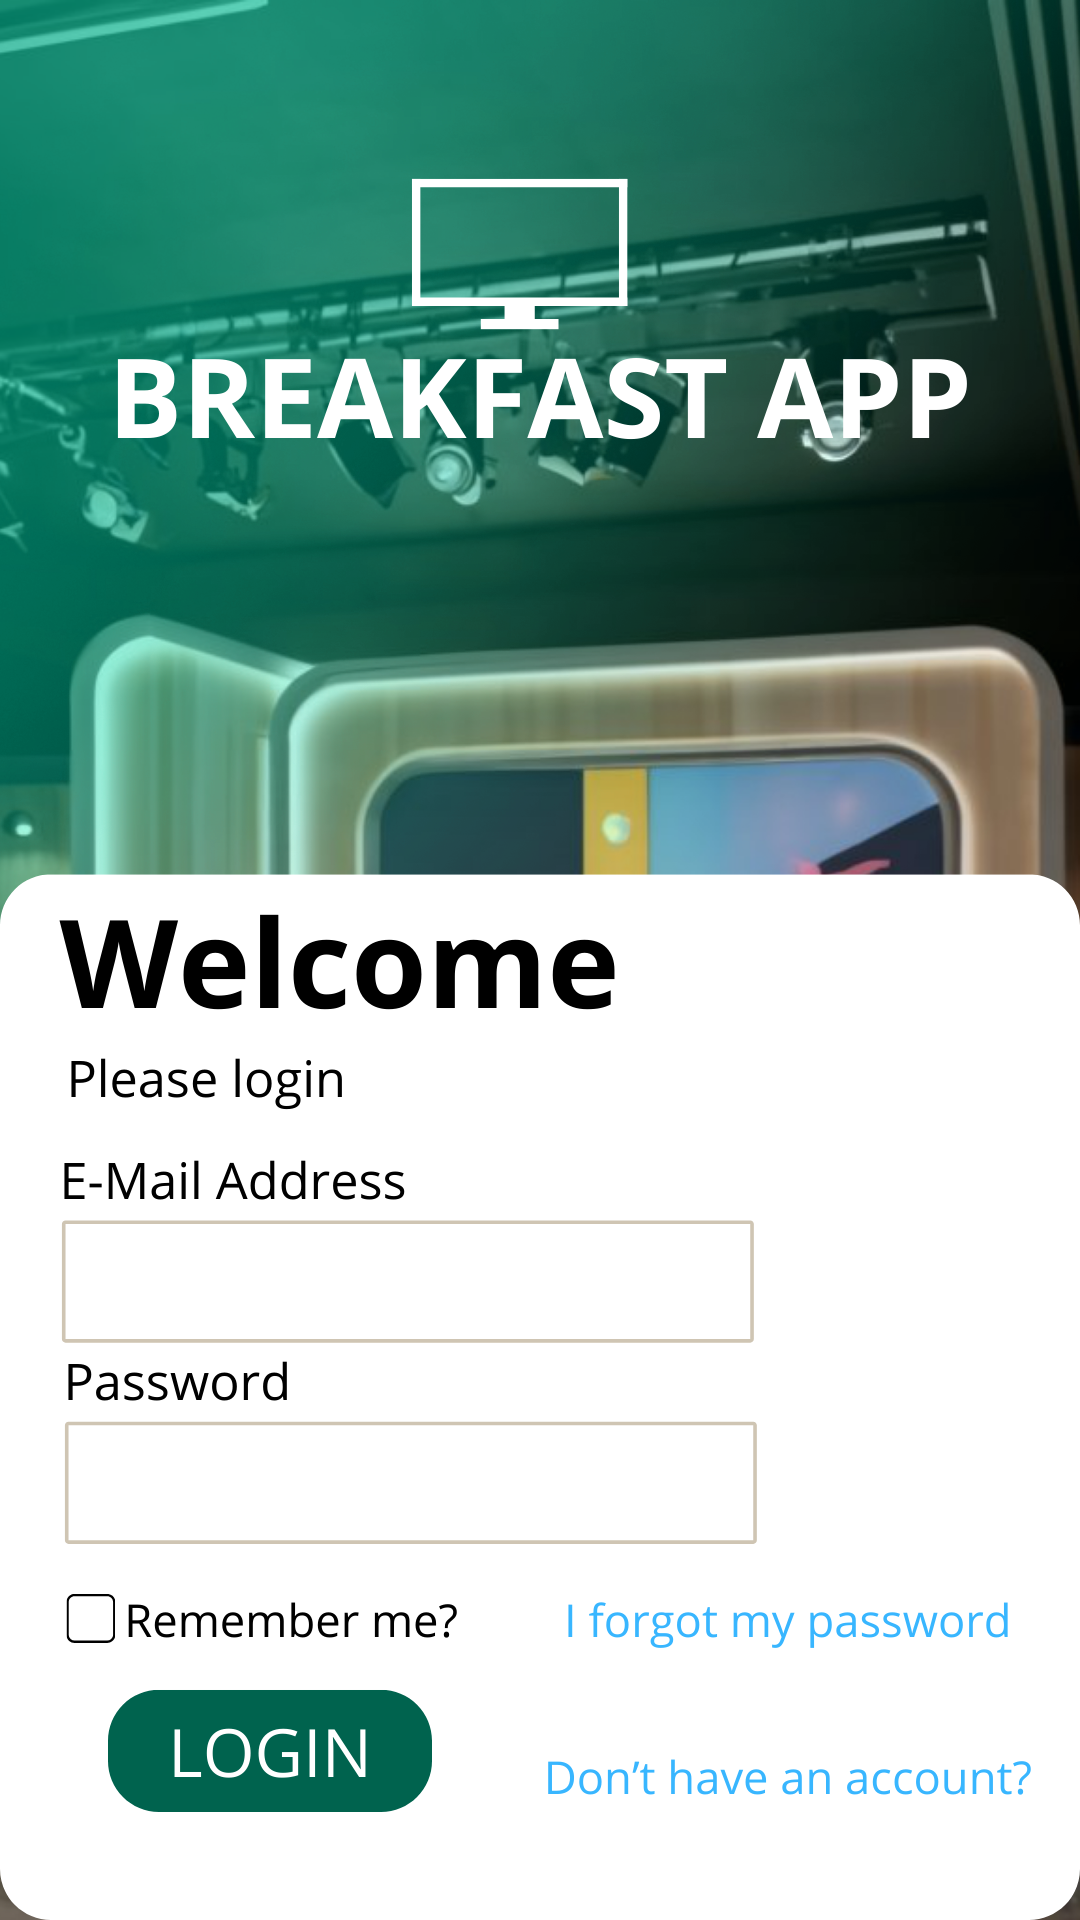 BREAKFAST APP
Welcome
Please login
E-Mail Address
Password
Remember me?
I forgot my password
LOGIN
Don’t have an account?